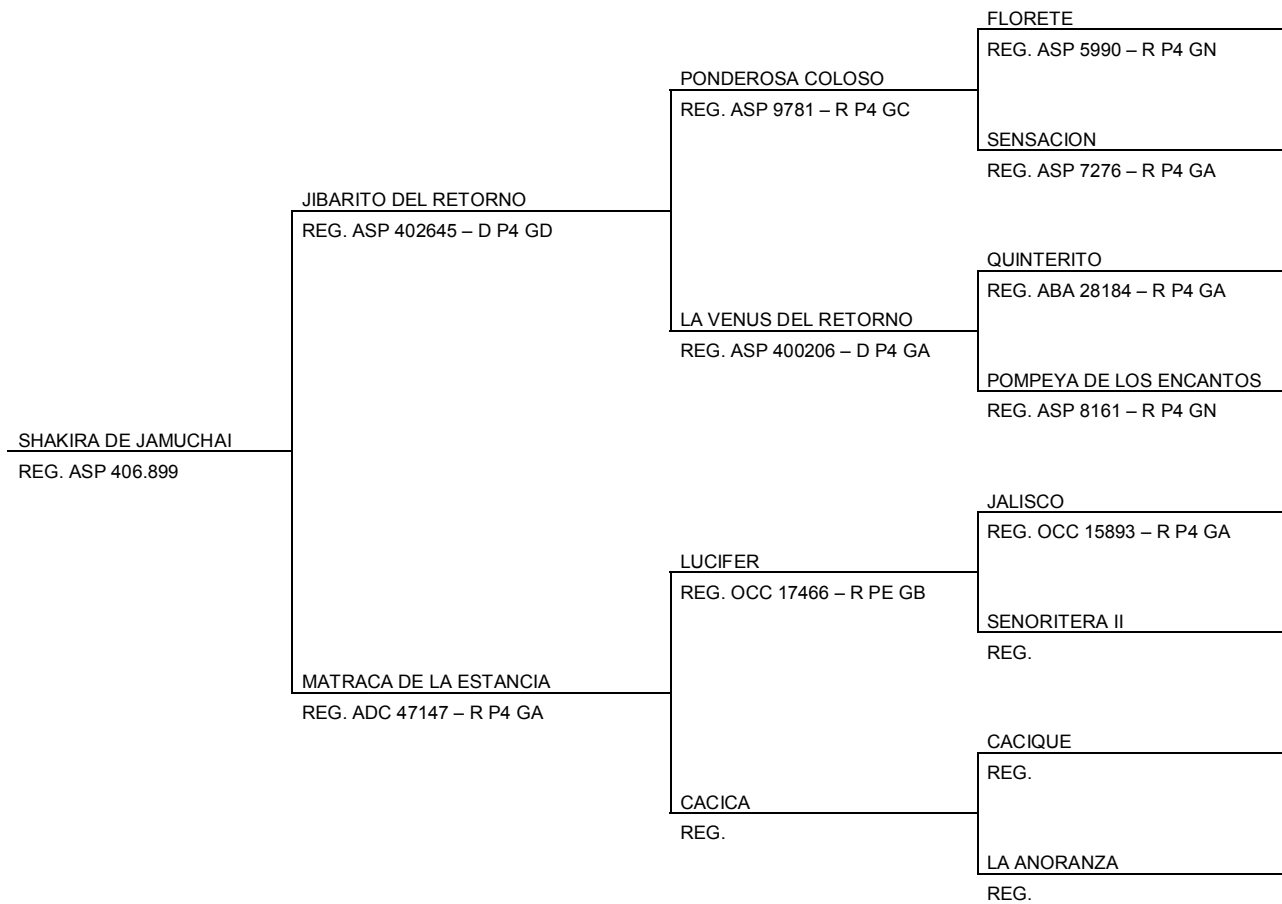 FLORETE
REG. ASP 5990 – R P4 GN
PONDEROSA COLOSO
REG. ASP 9781 – R P4 GC
SENSACION
REG. ASP 7276 – R P4 GA
JIBARITO DEL RETORNO
REG. ASP 402645 – D P4 GD
QUINTERITO
REG. ABA 28184 – R P4 GA
LA VENUS DEL RETORNO
REG. ASP 400206 – D P4 GA
POMPEYA DE LOS ENCANTOS
REG. ASP 8161 – R P4 GN
SHAKIRA DE JAMUCHAI
REG. ASP 406.899
JALISCO
REG. OCC 15893 – R P4 GA
LUCIFER
REG. OCC 17466 – R PE GB
SENORITERA II
REG.
MATRACA DE LA ESTANCIA
REG. ADC 47147 – R P4 GA
CACIQUE
REG.
CACICA
REG.
LA ANORANZA
REG.